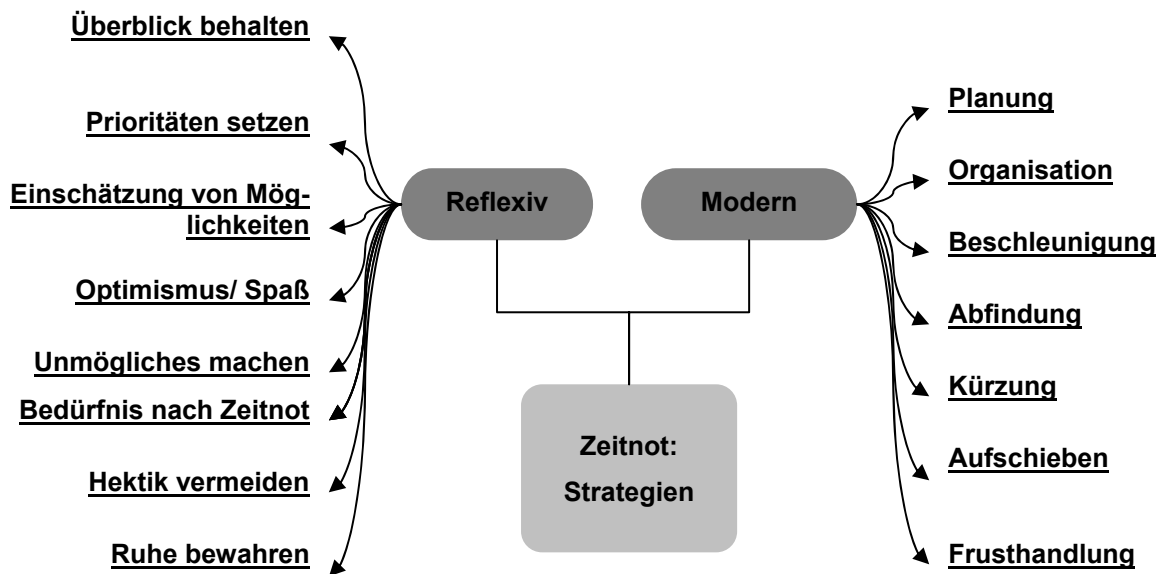 Überblick behalten
Prioritäten setzen
Einschätzung von Mög-
lichkeiten
Optimismus/ Spaß
Unmögliches machen
Bedürfnis nach Zeitnot
Hektik vermeiden
Ruhe bewahren
Reflexiv
Modern
Zeitnot:
Strategien
Planung
Organisation
Beschleunigung
Abfindung
Kürzung
Aufschieben
Frusthandlung